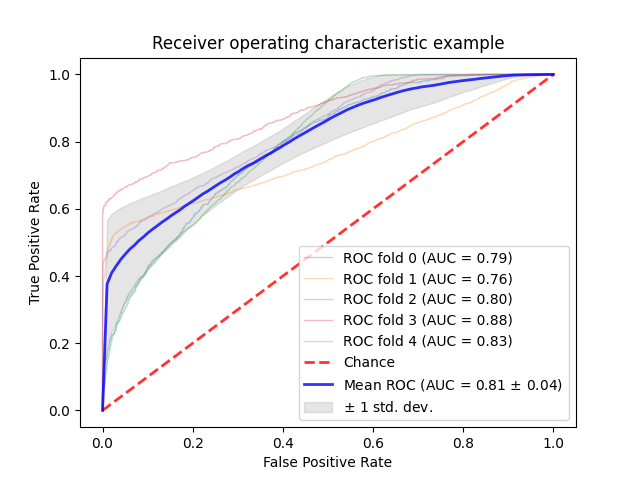 Receiver operating characteristic example
True Positive Rate
1.0
0.8
0.6
0.4
0.2
0.0
ROC fold 0 (AUC = 0.79)
ROC fold 1 (AUC = 0.76)
ROC fold 2 (AUC = 0.80)
ROC fold 3 (AUC = 0.88)
ROC fold 4 (AUC = 0.83)
Chance
Mean ROC (AUC = 0.81 ± 0.04)
± 1 std. dev.
0.0 0.2 0.4 0.6 0.8 1.0
False Positive Rate